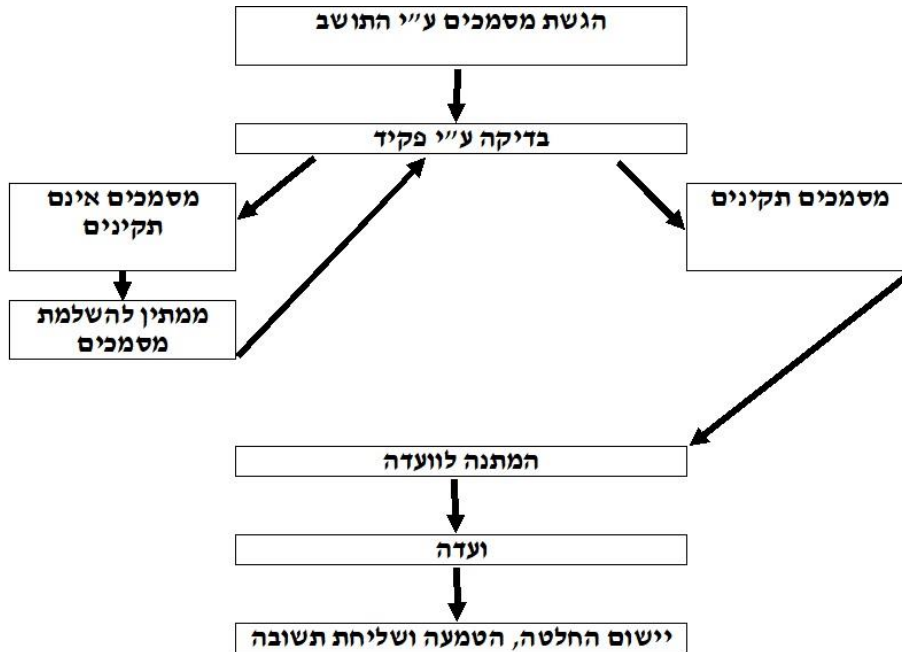 הגשת מסמכים ע״י התושב
בדיקה ע״י פקיד
מסמכים תקינים
מסמכים אינם
תקינים
ממתין להשלמת
מסמכים
המתנה לוועדה
ועדה
יישום החלטה, הטמעה ושליחת תשובה